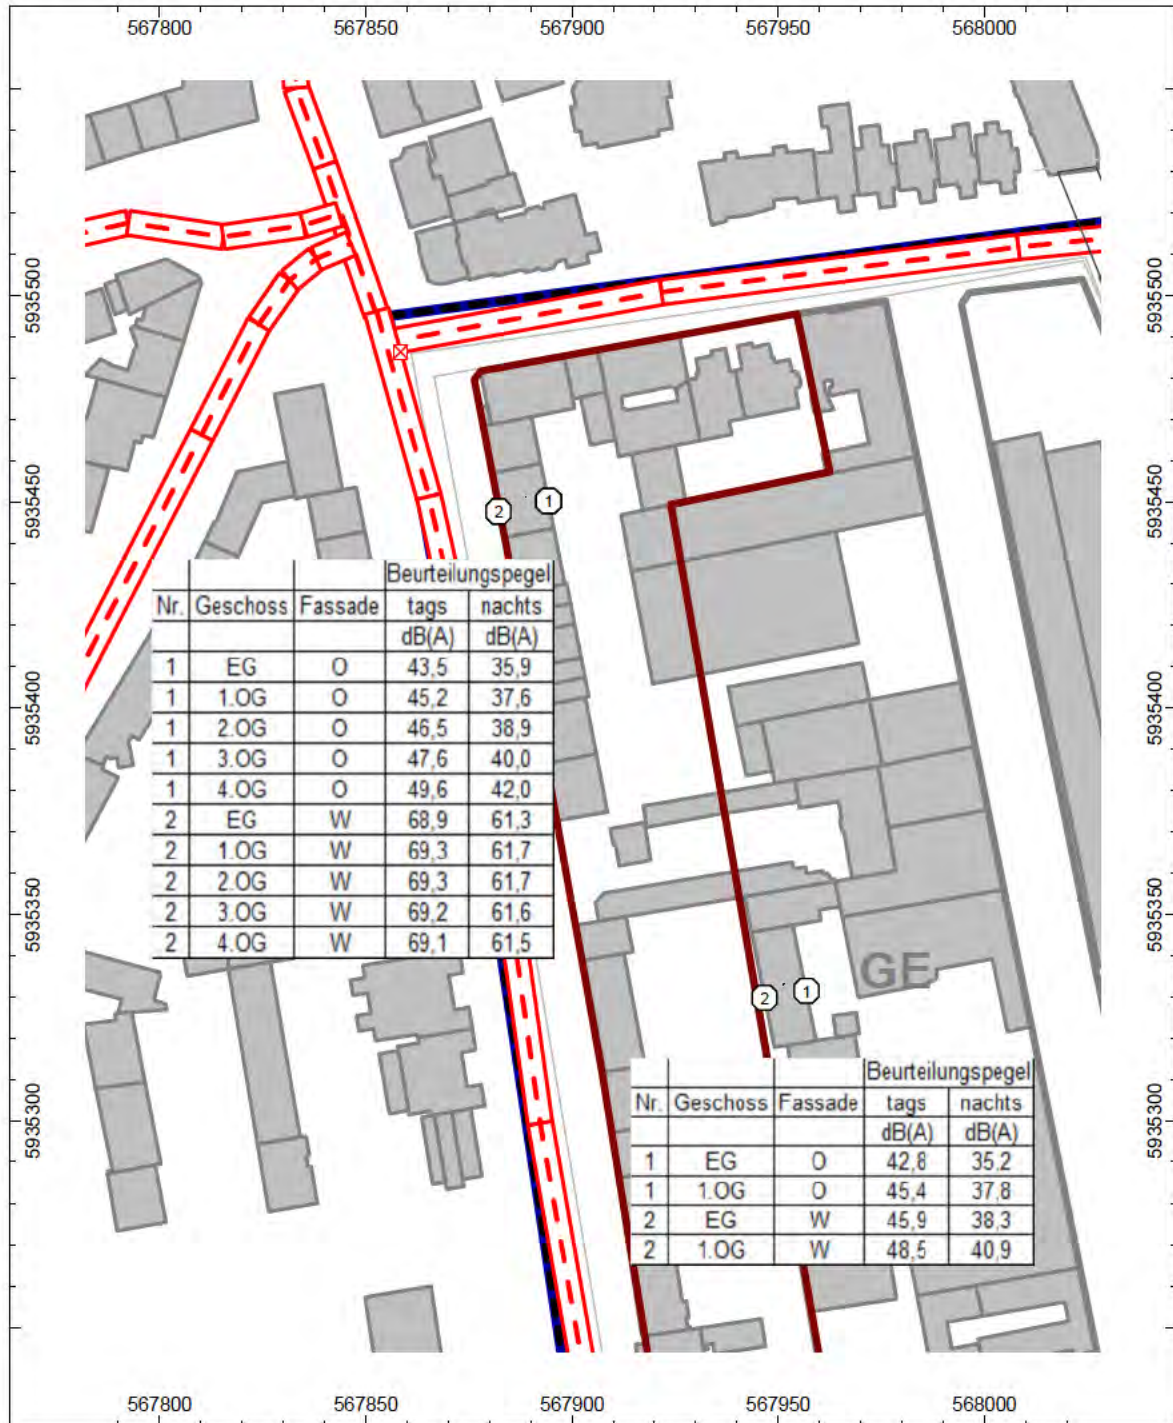 567800 567850 567900 567950 568000
5935500 5935500
5935450 5935450
2 1
Beurteilungspegel
Nr. Geschoss Fassade tags nachts
dB(A) dB(A)
1 EG O 43,5 35,9
1 1.OG O 45,2 37,6
1 2.OG O 46,5 38,9
1 3.OG O 47,6 40,0
1 4.OG O 49,6 42,0
2 EG W 68,9 61,3
2 1.OG W 69,3 61,7
2 2.OG W 69,3 61,7
2 3.OG W 69,2 61,6
2 4.OG W 69,1 61,5
5935400 5935400
5935350 5935350
GE
2 1
Beurteilungspegel
Nr. Geschoss Fassade tags nachts
dB(A) dB(A)
1 EG O 42,8 35,2
1 1.OG O 45,4 37,8
2 EG W 45,9 38,3
2 1.OG W 48,5 40,9
5935300 5935300
567800 567850 567900 567950 568000